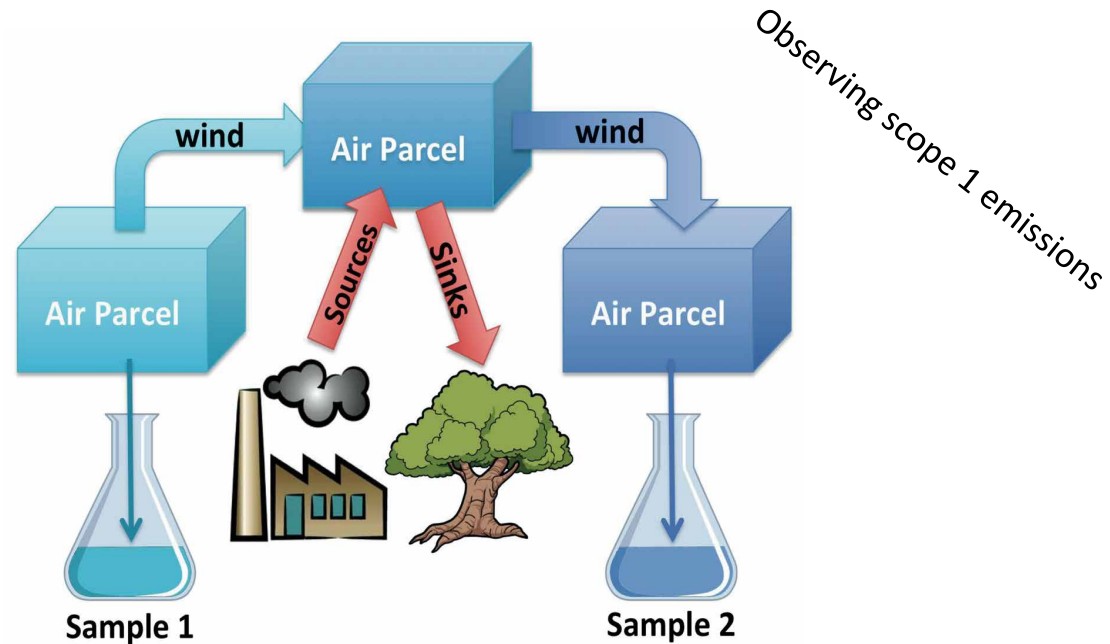 Observing scope 1 emissions
wind
Air Parcel
wind
Sources
Sinks
Air Parcel
Air Parcel
Sample 1
Sample 2